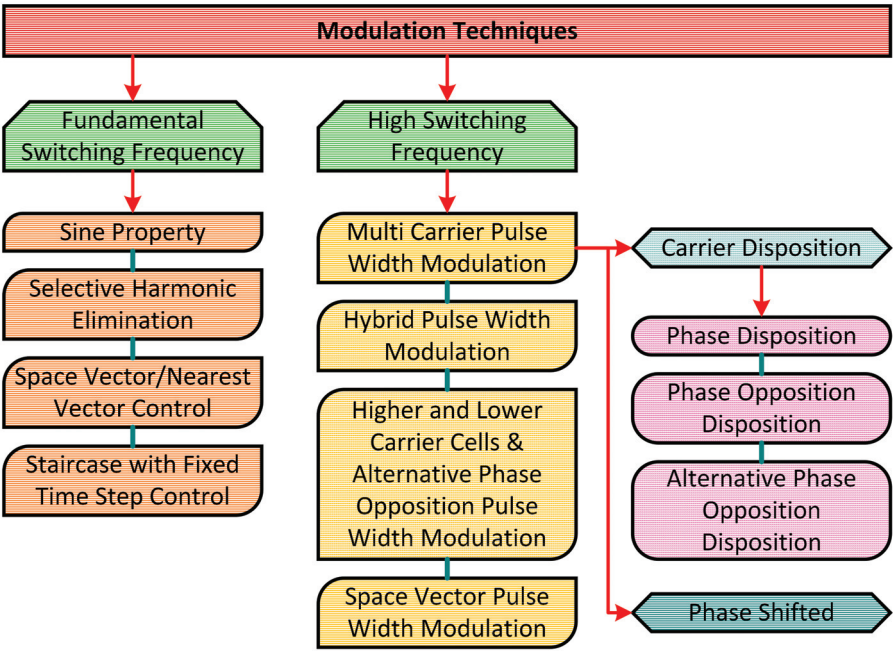 Modulation Techniques
Fundamental
Switching Frequency
Sine Property
Selective Harmonic
Elimination
Space Vector/Nearest
Vector Control
Staircase with Fixed
Time Step Control
High Switching
Frequency
Multi Carrier Pulse
Width Modulation
Hybrid Pulse Width
Modulation
Higher and Lower
Carrier Cells &
Alternative Phase
Opposition Pulse
Width Modulation
Space Vector Pulse
Width Modulation
Carrier Disposition
Phase Disposition
Phase Opposition
Disposition
Alternative Phase
Opposition
Disposition
Phase Shifted